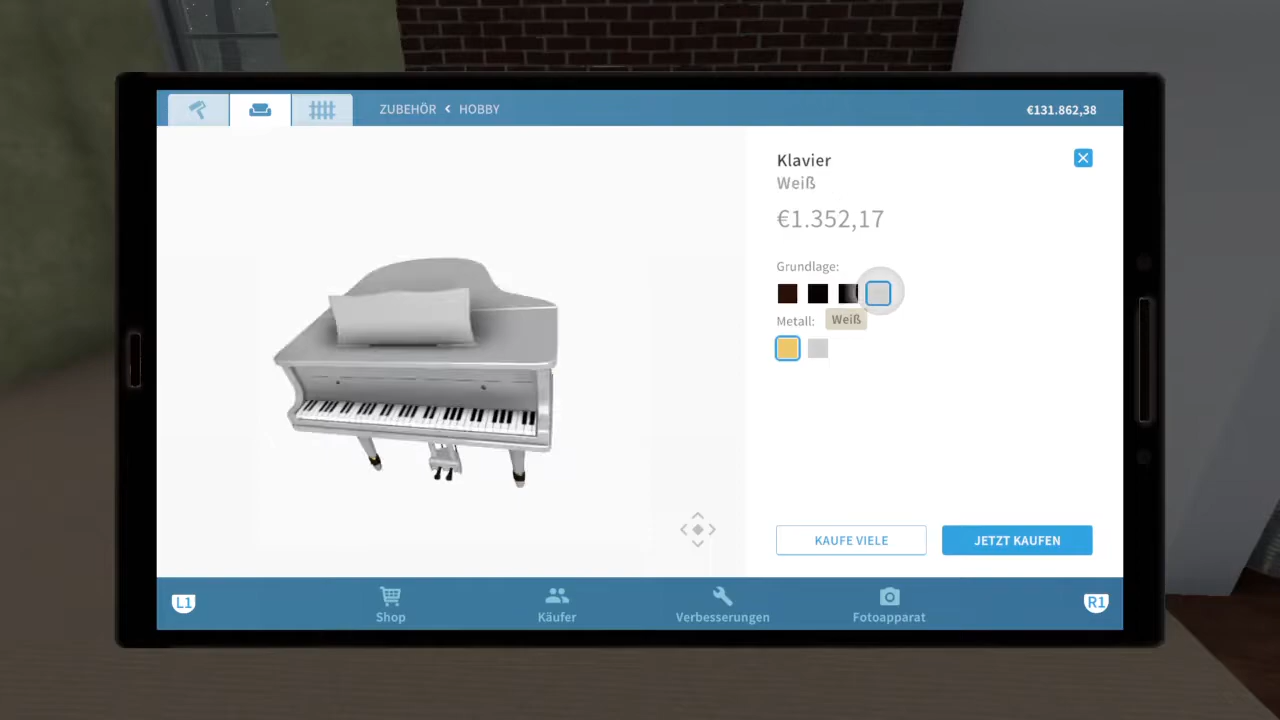 ZUBEHÖR < HOBBY
€131.862,38
Klavier
Weiß
€1.352,17
Grundlage:
Metall:
Weiß
KAUFE VIELE
JETZT KAUFEN
L1
Shop
Käufer
Verbesserungen
Fotoapparat
R1